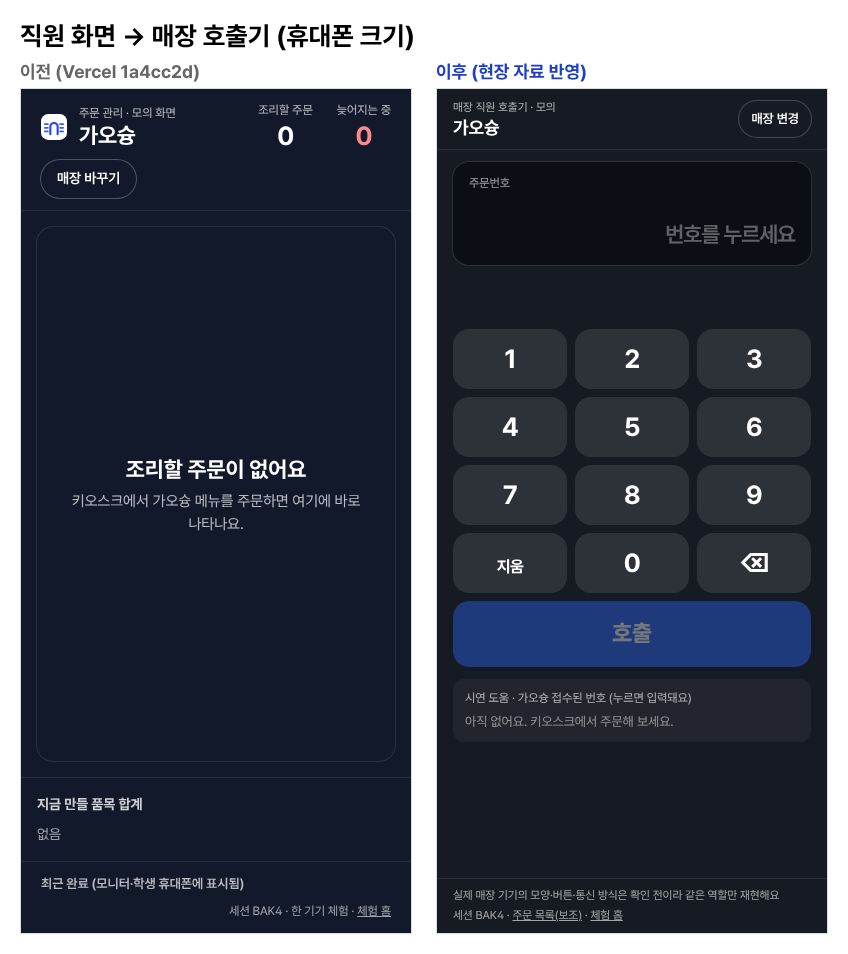 직원 화면 → 매장 호출기 (휴대폰 크기)
이전 (Vercel 1a4cc2d)
주문 관리 · 모의 화면
가오슝
조리할 주문
0
늦어지는 중
0
매장 바꾸기
조리할 주문이 없어요
키오스크에서 가오슝 메뉴를 주문하면 여기에 바로
나타나요.
지금 만들 품목 합계
없음
최근 완료 (모니터·학생 휴대폰에 표시됨)
세션 BAK4 · 한 기기 체험 · 체험 홈
이후 (현장 자료 반영)
매장 직원 호출기 · 모의
가오슝
매장 변경
주문번호
번호를 누르세요
1 2 3
4 5 6
7 8 9
지움 0
호출
시연 도움 · 가오슝 접수된 번호 (누르면 입력돼요)
아직 없어요. 키오스크에서 주문해 보세요.
실제 매장 기기의 모양·버튼·통신 방식은 확인 전이라 같은 역할만 재현해요
세션 BAK4 · 주문 목록(보조) · 체험 홈